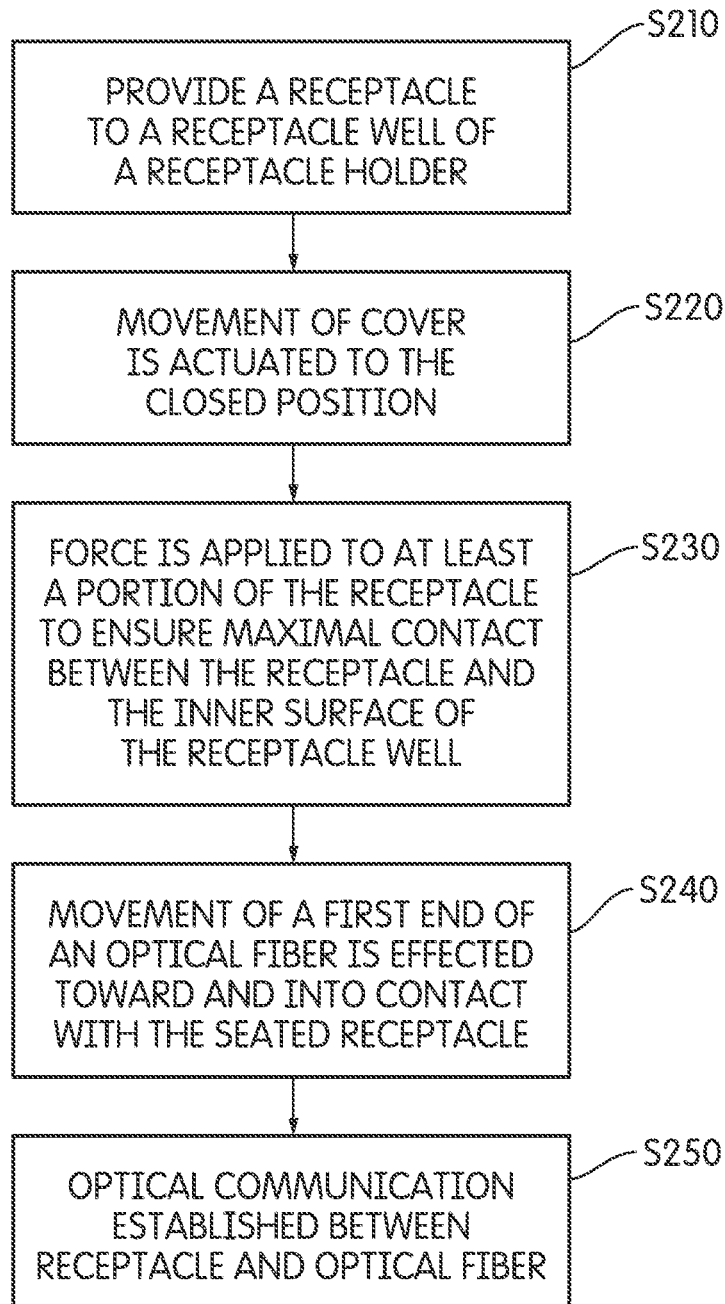 S210
PROVIDE A RECEPTACLE
TO A RECEPTACLE WELL OF
A RECEPTACLE HOLDER
S220
MOVEMENT OF COVER
IS ACTUATED TO THE
CLOSED POSITION
S230
FORCE IS APPLIED TO AT LEAST
A PORTION OF THE RECEPTACLE
TO ENSURE MAXIMAL CONTACT
BETWEEN THE RECEPTACLE AND
THE INNER SURFACE OF
THE RECEPTACLE WELL
S240
MOVEMENT OF A FIRST END OF
AN OPTICAL FIBER IS EFFECTED
TOWARD AND INTO CONTACT
WITH THE SEATED RECEPTACLE
S250
OPTICAL COMMUNICATION
ESTABLISHED BETWEEN
RECEPTACLE AND OPTICAL FIBER